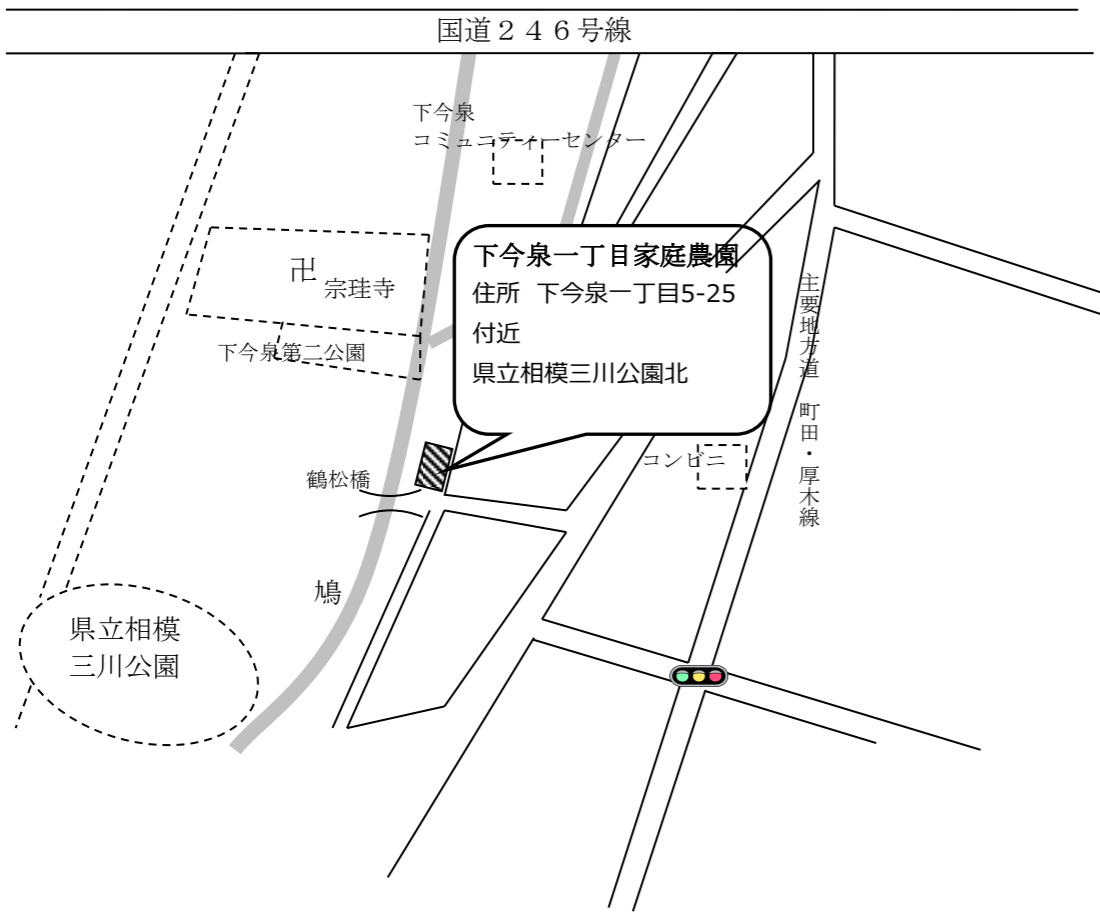 国道２４６号線
下今泉
コミュニティーセンター
卍 宗珪寺
下今泉第二公園
下今泉一丁目家庭農園
住所 下今泉一丁目5-25
付近
県立相模三川公園北
主要地方道 町田・厚木線
コンビニ
鶴松橋
鳩
県立相模
三川公園